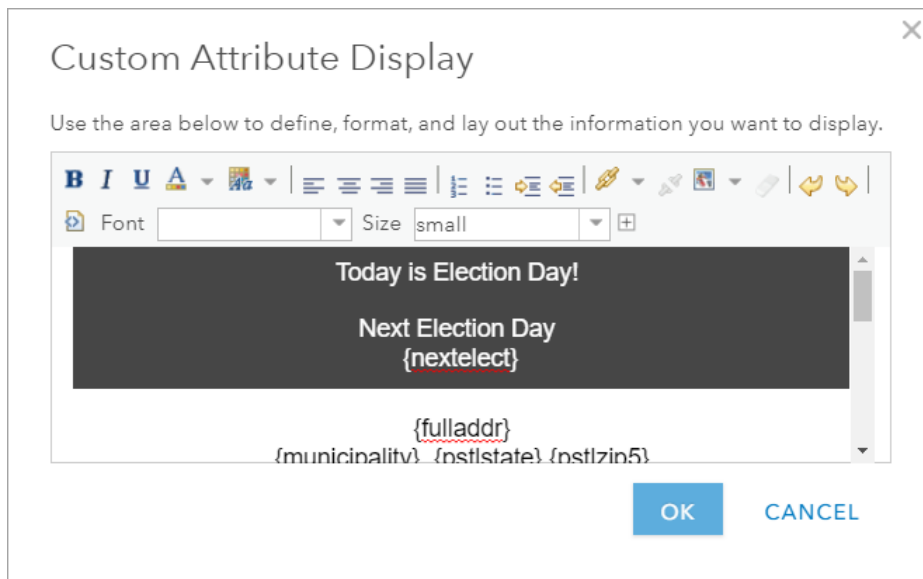 Custom Attribute Display
Use the area below to define, format, and lay out the information you want to display.
B I U A Aa
Font Size small
Today is Election Day!
Next Election Day
{nextelect}
{fulladdr}
{municipality}, {pstlstate} {pstlzip5}
OK CANCEL